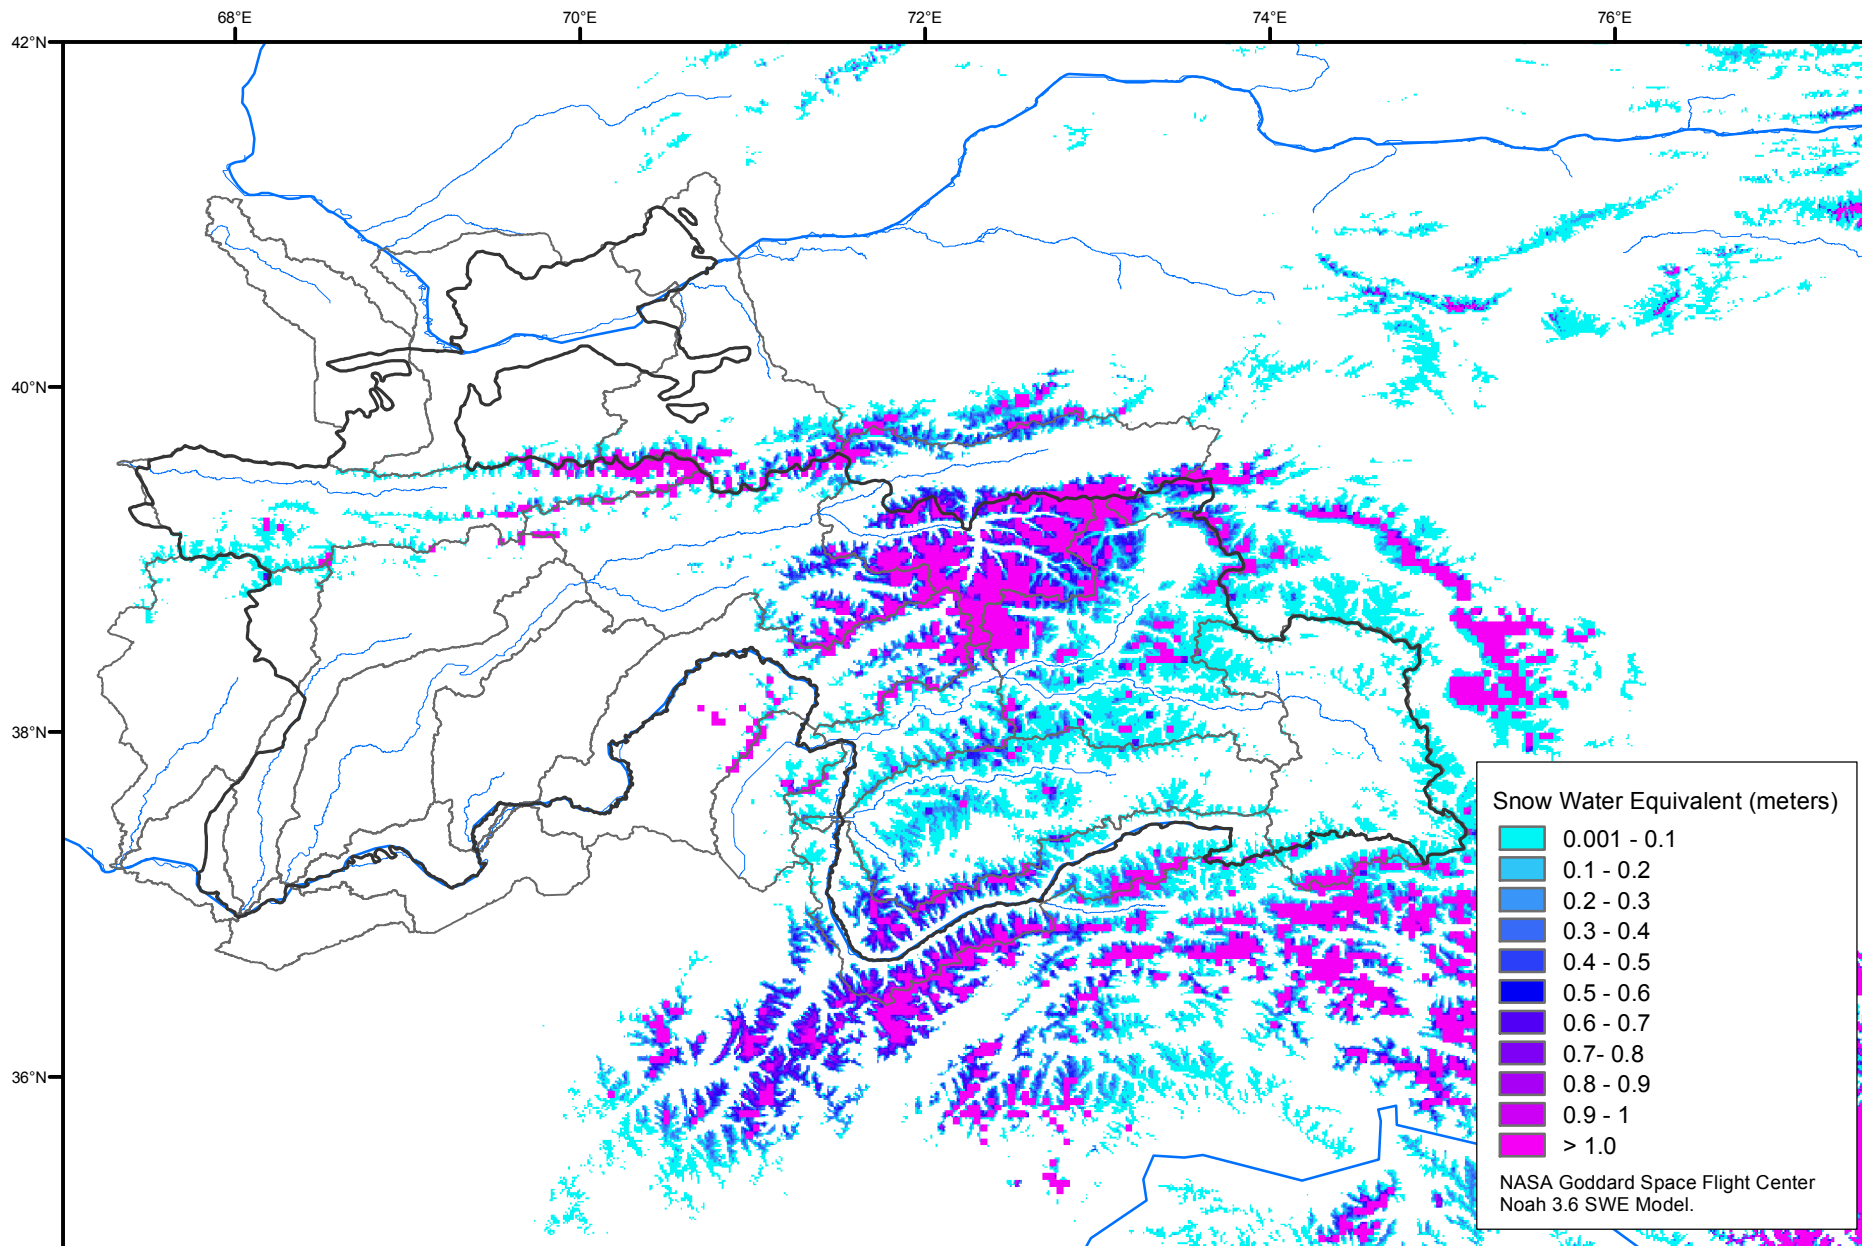 68°E 70°E 72°E 74°E 76°E
42°N
40°N
38°N
36°N
Snow Water Equivalent (meters)
0.001 - 0.1
0.1 - 0.2
0.2 - 0.3
0.3 - 0.4
0.4 - 0.5
0.5 - 0.6
0.6 - 0.7
0.7- 0.8
0.8 - 0.9
0.9 - 1
> 1.0
NASA Goddard Space Flight Center
Noah 3.6 SWE Model.